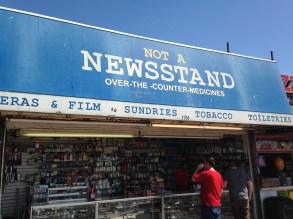 NOT A
NEWSSTAND
OVER-THE-COUNTER-MEDICINES
ERAS & FILM SUNDRIES TOBACCO TOILETRIES